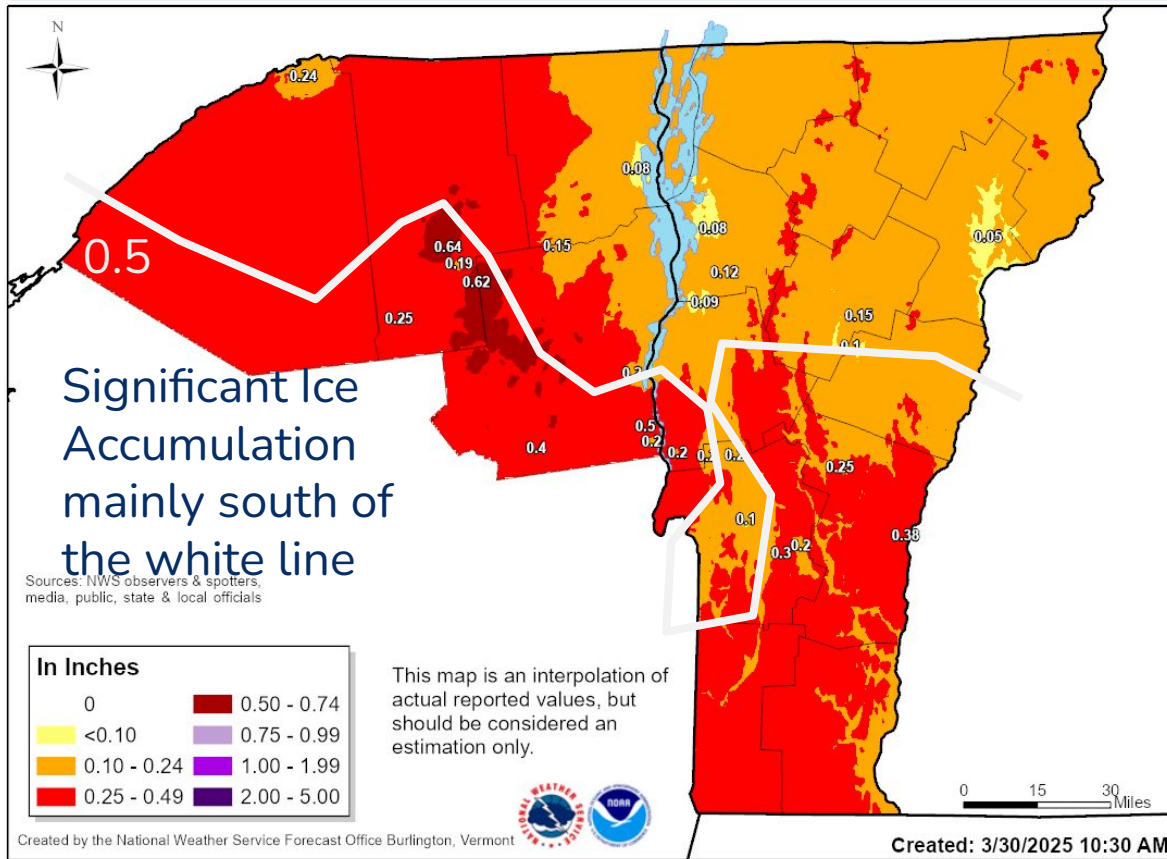 N
0.24
0.08
0.08
0.05
0.64
0.15
0.19
0.12
0.62
0.09
0.5
0.25
0.15
0.1
0.5
0.2
0.2
0.4
0.25
0.1
0.38
0.2
0.3
Significant Ice
Accumulation
mainly south of
the white line
Sources: NWS observers & spotters,
media, public, state & local officials
In Inches
0
<0.10
0.10 - 0.24
0.25 - 0.49
0.50 - 0.74
0.75 - 0.99
1.00 - 1.99
2.00 - 5.00
This map is an interpolation of
actual reported values, but
should be considered an
estimation only.
NATIONAL WEATHER SERVICE
NOAA
0 15 30
Miles
Created by the National Weather Service Forecast Office Burlington, Vermont
Created: 3/30/2025 10:30 AM